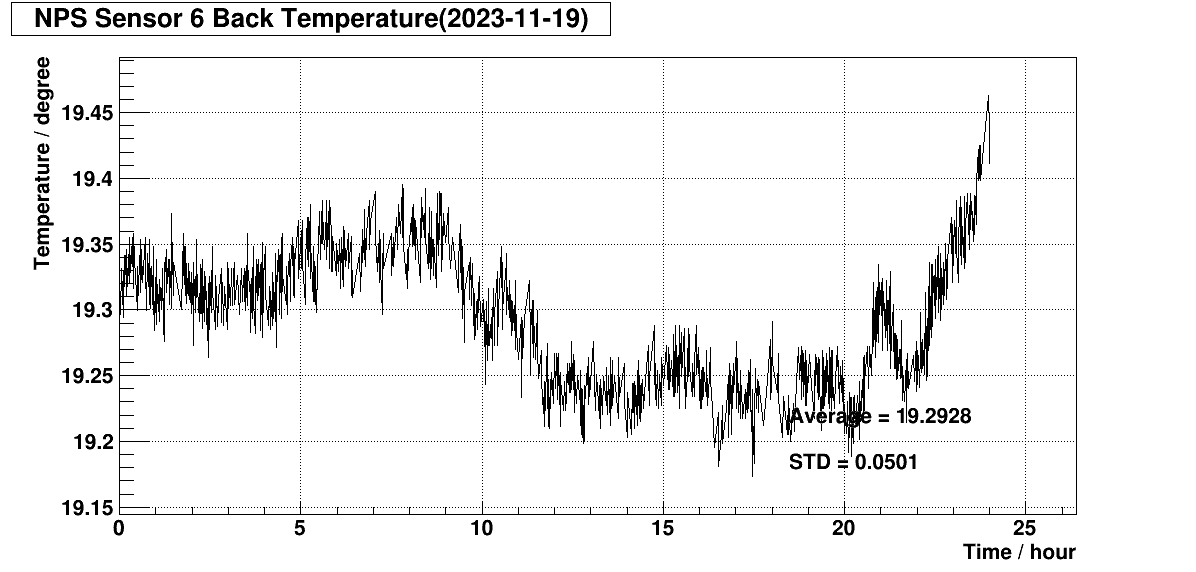 NPS Sensor 6 Back Temperature(2023-11-19)
Temperature / degree
19.45
19.4
19.35
19.3
19.25
19.2
19.15
Average = 19.2928
STD = 0.0501
0 5 10 15 20 25
Time / hour